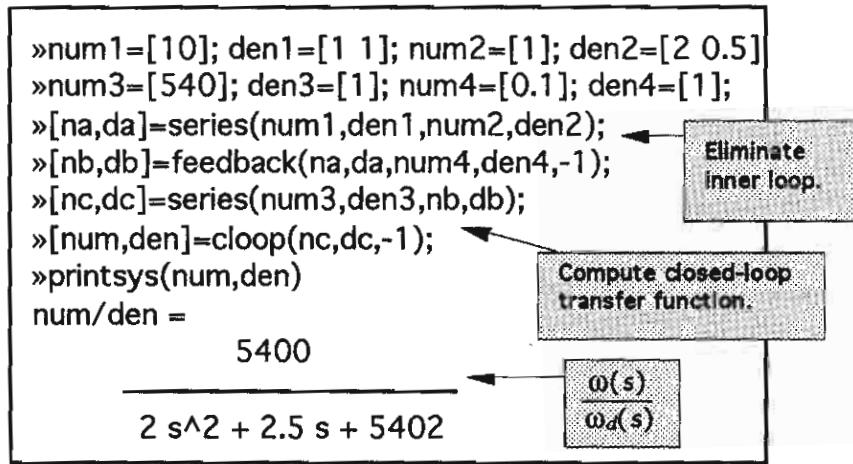 »num1=[10]; den1=[1 1]; num2=[1]; den2=[2 0.5]
»num3=[540]; den3=[1]; num4=[0.1]; den4=[1];
»[na,da]=series(num1,den1,num2,den2);
»[nb,db]=feedback(na,da,num4,den4,-1);
Eliminate
inner loop.
»[nc,dc]=series(num3,den3,nb,db);
»[num,den]=cloop(nc,dc,-1);
»printsys(num,den)
Compute closed-loop
transfer function.
num/den =
5400
2 s^2 + 2.5 s + 5402
ω(s)
ω_d(s)